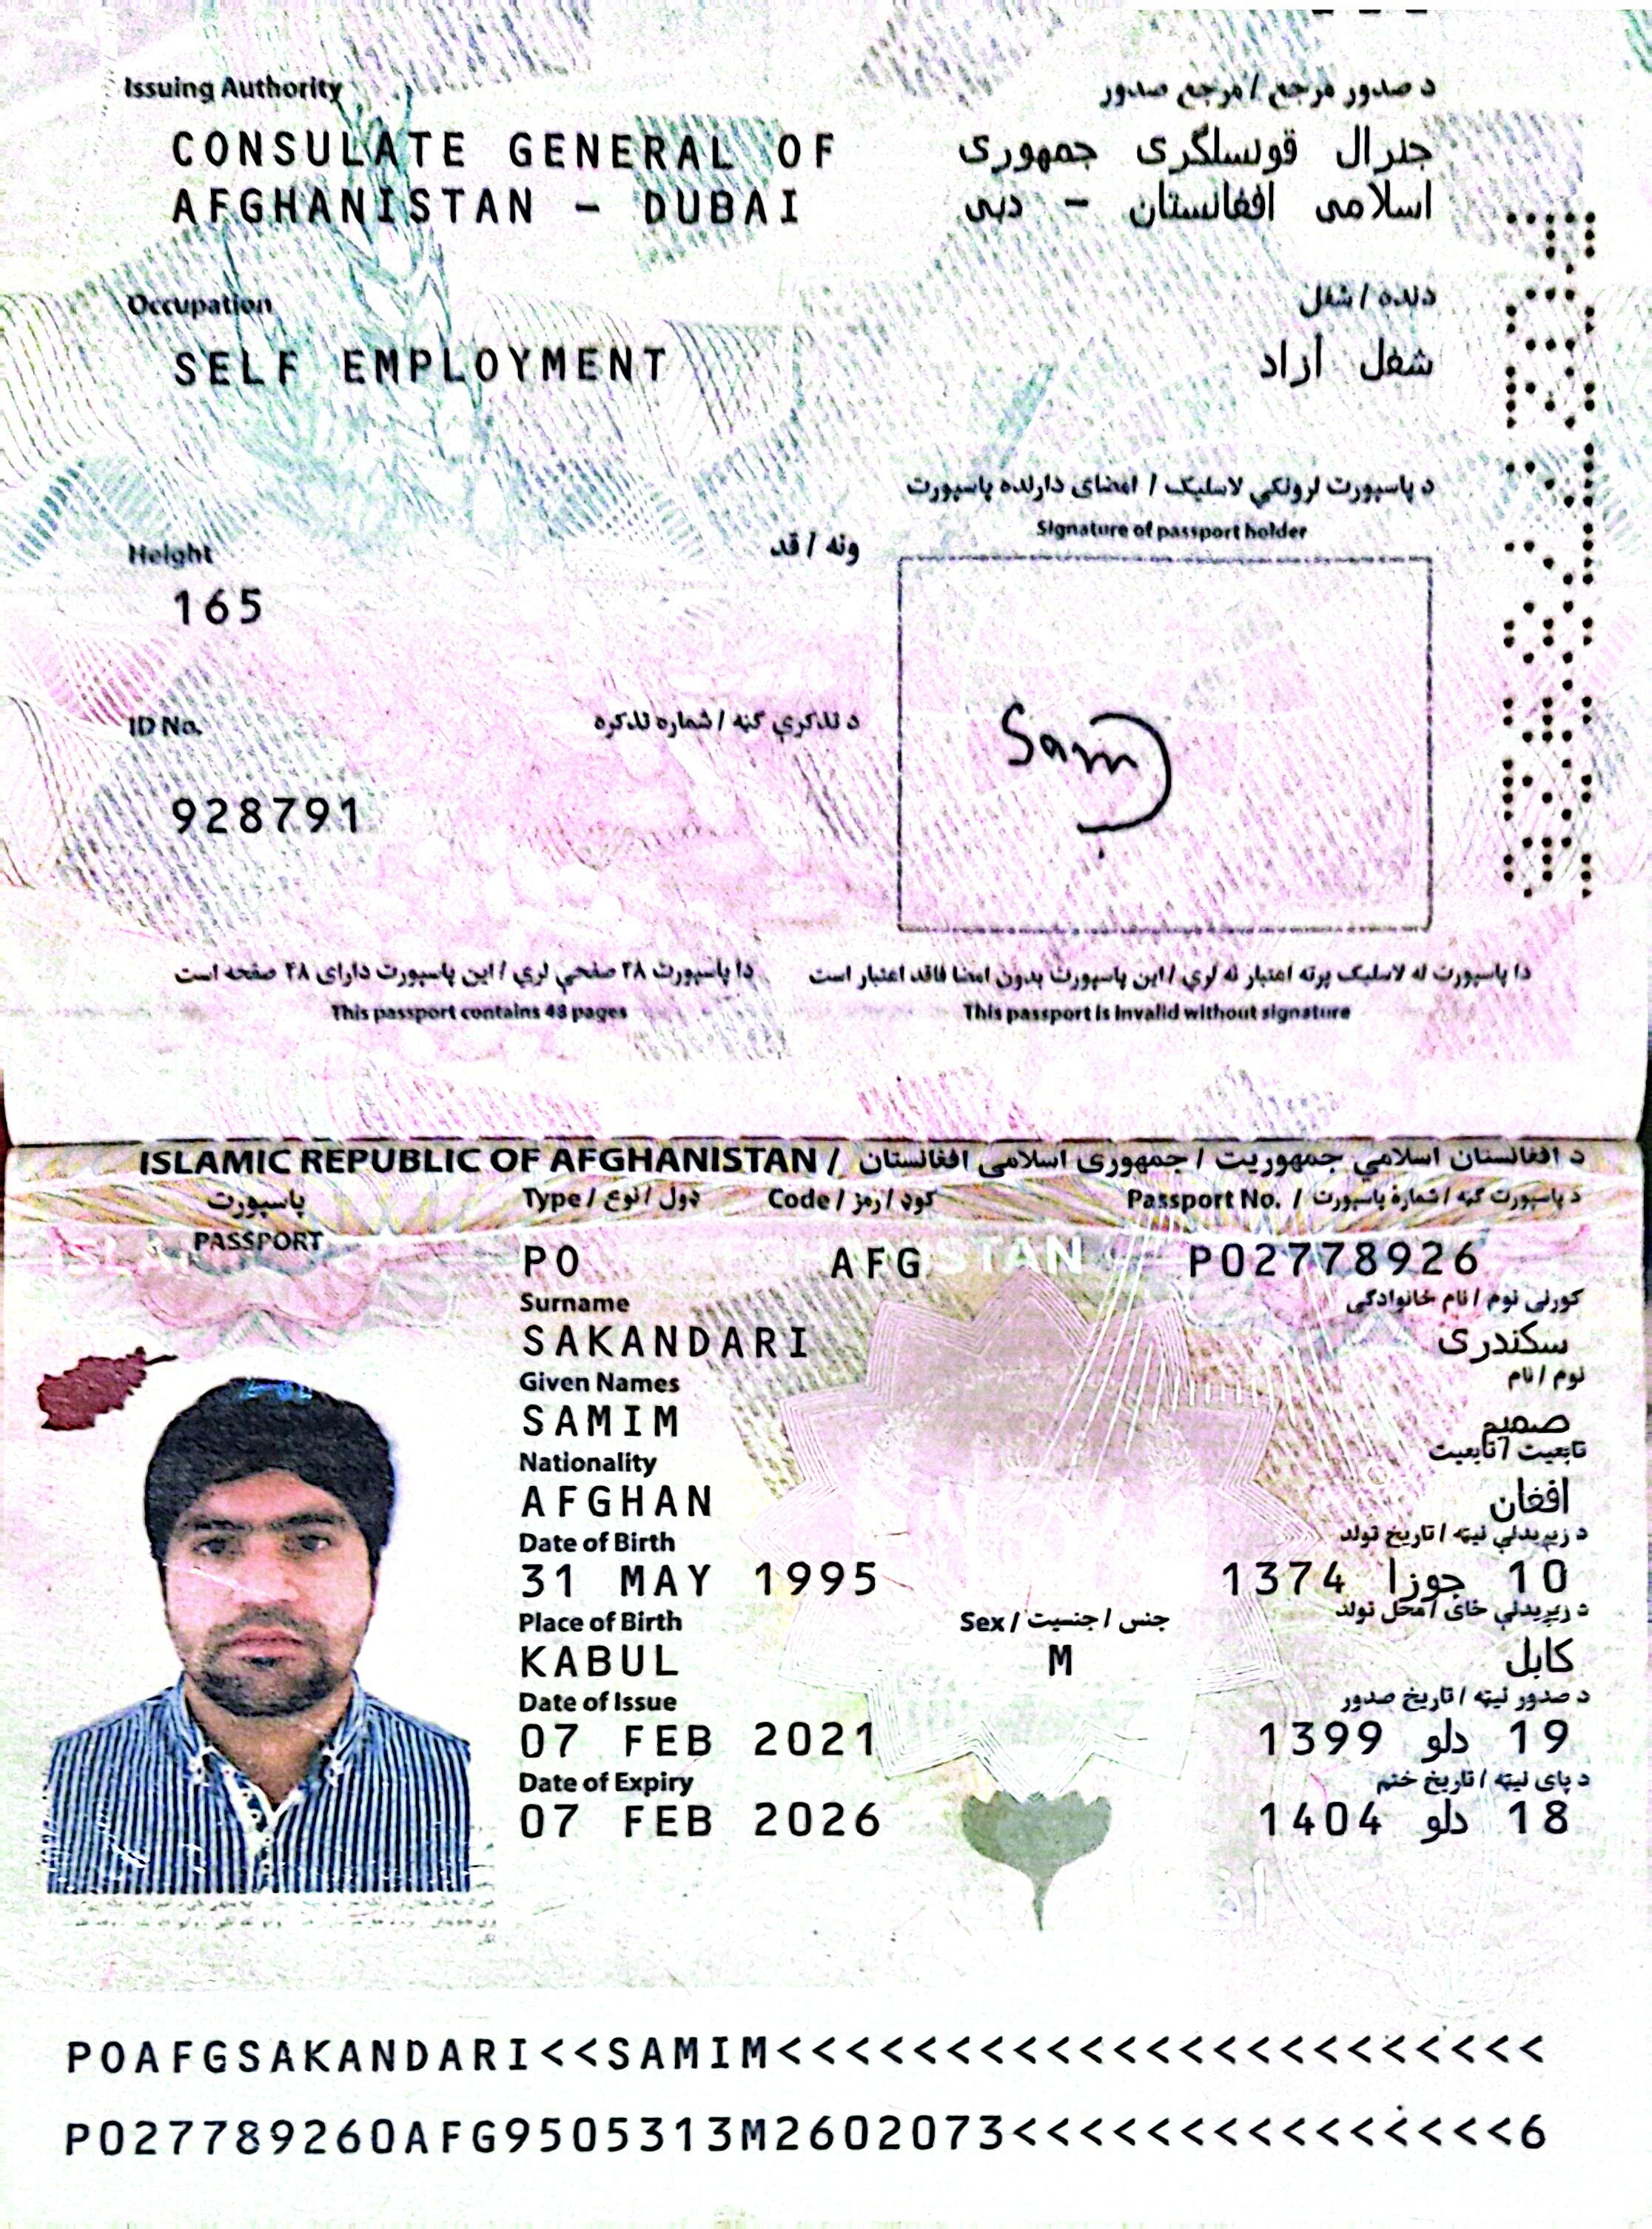 Issuing Authority
د صدور مرجع / مرجع صدور
CONSULATE GENERAL OF
جنرال قونسلگری جمهوری
AFGHANISTAN - DUBAI
اسلامی افغانستان - دبی
Occupation
دنده / شغل
SELF EMPLOYMENT
شغل آزاد
د پاسپورت لرونکي لاسلیک / امضای دارنده پاسپورت
Signature of passport holder
Height
ونه / قد
165
ID No.
د تذکرې ګڼه / شماره تذکره
Sam
928791
دا پاسپورت ۴۸ صفحې لري / این پاسپورت دارای ۴۸ صفحه است
This passport contains 48 pages
دا پاسپورت له لاسلیک پرته اعتبار نه لري / این پاسپورت بدون امضا فاقد اعتبار است
This passport is invalid without signature
ISLAMIC REPUBLIC OF AFGHANISTAN / د افغانستان اسلامي جمهوریت / جمهوری اسلامی افغانستان
پاسپورت
PASSPORT
Type / ډول / نوع
Code / کوډ / رمز
Passport No. / د پاسپورت ګڼه / شمارهٔ پاسپورت
PO
AFG
P02778926
Surname
کورنی نوم / نام خانوادگی
SAKANDARI
سکندری
Given Names
نوم / نام
SAMIM
صمیم
Nationality
تابعیت / تابعیت
AFGHAN
افغان
Date of Birth
د زېږېدلې نېټه / تاریخ تولد
31 MAY 1995
10 جوزا 1374
Place of Birth
Sex / جنس / جنسیت
د زېږېدلې ځای / محل تولد
KABUL
M
کابل
Date of Issue
د صدور نېټه / تاریخ صدور
07 FEB 2021
19 دلو 1399
Date of Expiry
د پای نېټه / تاریخ ختم
07 FEB 2026
18 دلو 1404
POAFGSAKANDARI<<SAMIM<<<<<<<<<<<<<<<<<<<<<<<
P027789260AFG9505313M2602073<<<<<<<<<<<<<<<6